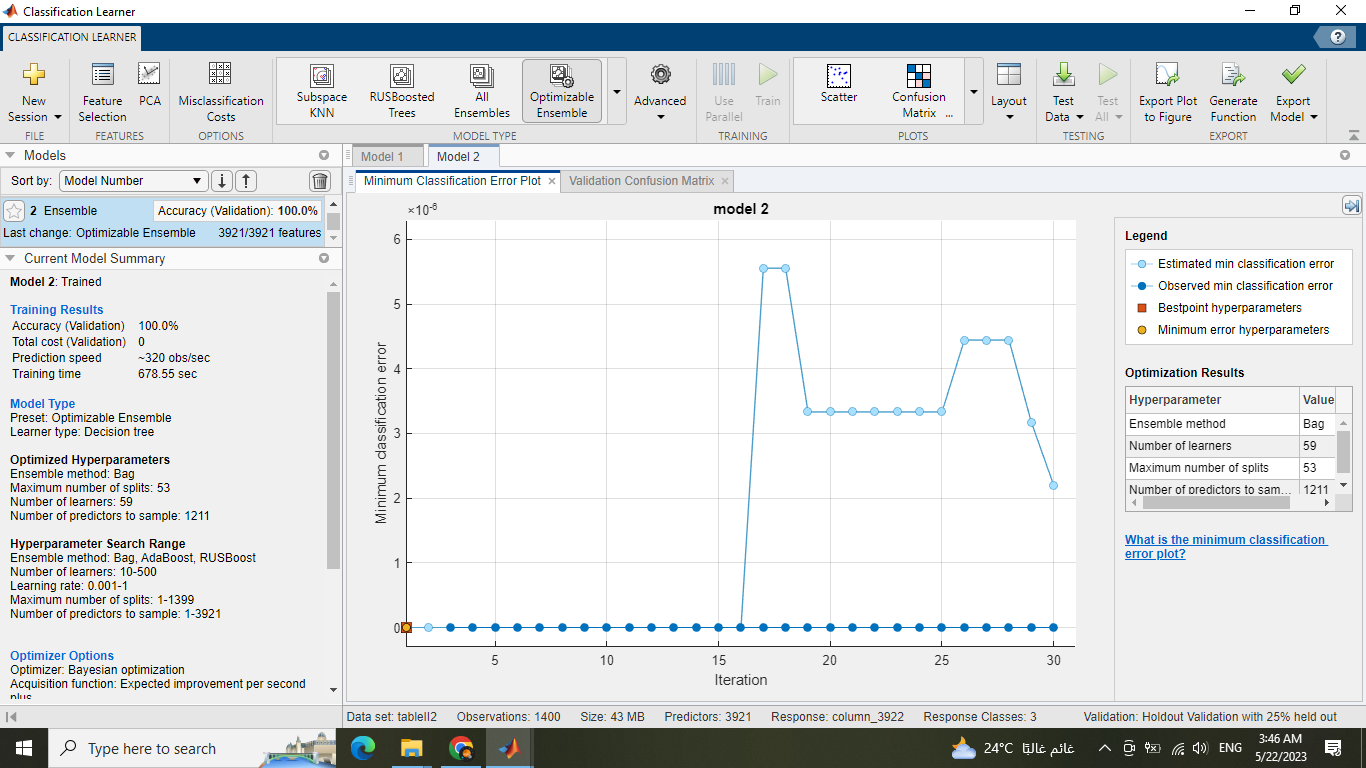 Classification Learner
CLASSIFICATION LEARNER
?
New Session
Feature Selection
PCA
Misclassification Costs
Subspace KNN
RUSBoosted Trees
All Ensembles
Optimizable Ensemble
Advanced
Use Parallel
Train
Scatter
Confusion Matrix ...
Layout
Test Data
Test All
Export Plot to Figure
Generate Function
Export Model
FILE
FEATURES
OPTIONS
MODEL TYPE
TRAINING
PLOTS
TESTING
EXPORT
Models
Sort by: Model Number
2 Ensemble Accuracy (Validation): 100.0%
Last change: Optimizable Ensemble 3921/3921 features
Current Model Summary
Model 2: Trained
Training Results
Accuracy (Validation) 100.0%
Total cost (Validation) 0
Prediction speed ~320 obs/sec
Training time 678.55 sec
Model Type
Preset: Optimizable Ensemble
Learner type: Decision tree
Optimized Hyperparameters
Ensemble method: Bag
Maximum number of splits: 53
Number of learners: 59
Number of predictors to sample: 1211
Hyperparameter Search Range
Ensemble method: Bag, AdaBoost, RUSBoost
Number of learners: 10-500
Learning rate: 0.001-1
Maximum number of splits: 1-1399
Number of predictors to sample: 1-3921
Optimizer Options
Optimizer: Bayesian optimization
Acquisition function: Expected improvement per second
plus
Model 1
Model 2
Minimum Classification Error Plot ×
Validation Confusion Matrix ×
×10-6
model 2
6
5
4
3
2
1
0
Minimum classification error
5 10 15 20 25 30
Iteration
Legend
Estimated min classification error
Observed min classification error
Bestpoint hyperparameters
Minimum error hyperparameters
Optimization Results
Hyperparameter Value
Ensemble method Bag
Number of learners 59
Maximum number of splits 53
Number of predictors to sam... 1211
What is the minimum classification
error plot?
Data set: tableII2 Observations: 1400 Size: 43 MB Predictors: 3921 Response: column_3922 Response Classes: 3 Validation: Holdout Validation with 25% held out
Type here to search
24°C غائم غالبًا
ENG
3:46 AM
5/22/2023